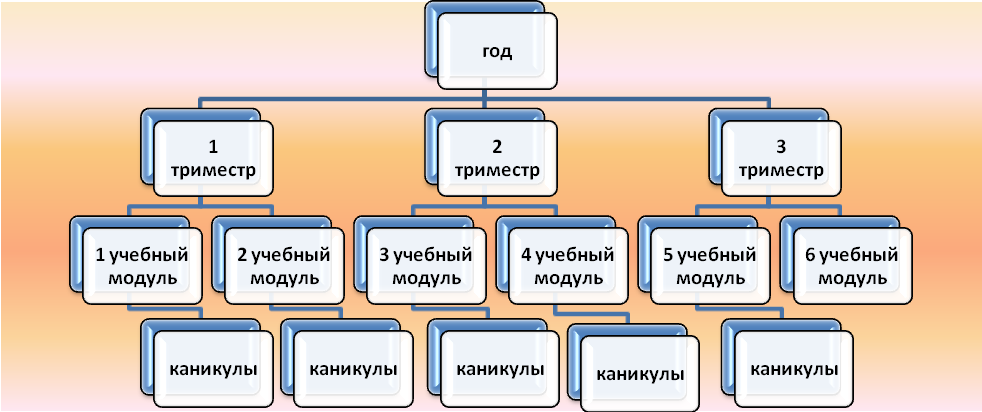 год
1
триместр
2
триместр
3
триместр
1 учебный
модуль
2 учебный
модуль
3 учебный
модуль
4 учебный
модуль
5 учебный
модуль
6 учебный
модуль
каникулы
каникулы
каникулы
каникулы
каникулы